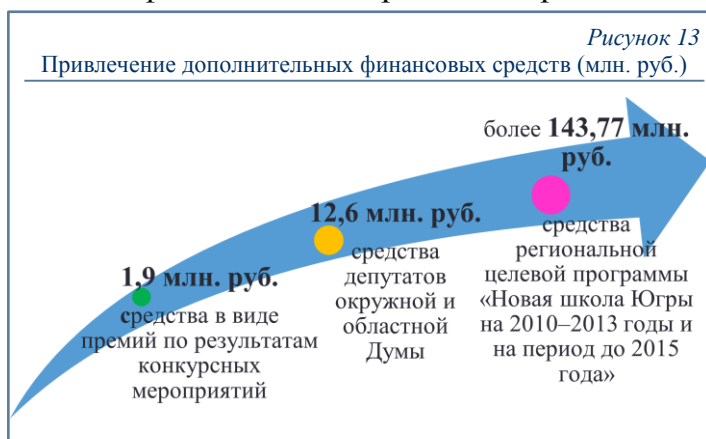 Рисунок 13
Привлечение дополнительных финансовых средств (млн. руб.)
более 143,77 млн.
руб.
средства
региональной
целевой программы
«Новая школа Югры
на 2010–2013 годы и
на период до 2015
года»
12,6 млн. руб.
средства
депутатов
окружной и
областной
Думы
1,9 млн. руб.
средства в виде
премий по результатам
конкурсных
мероприятий